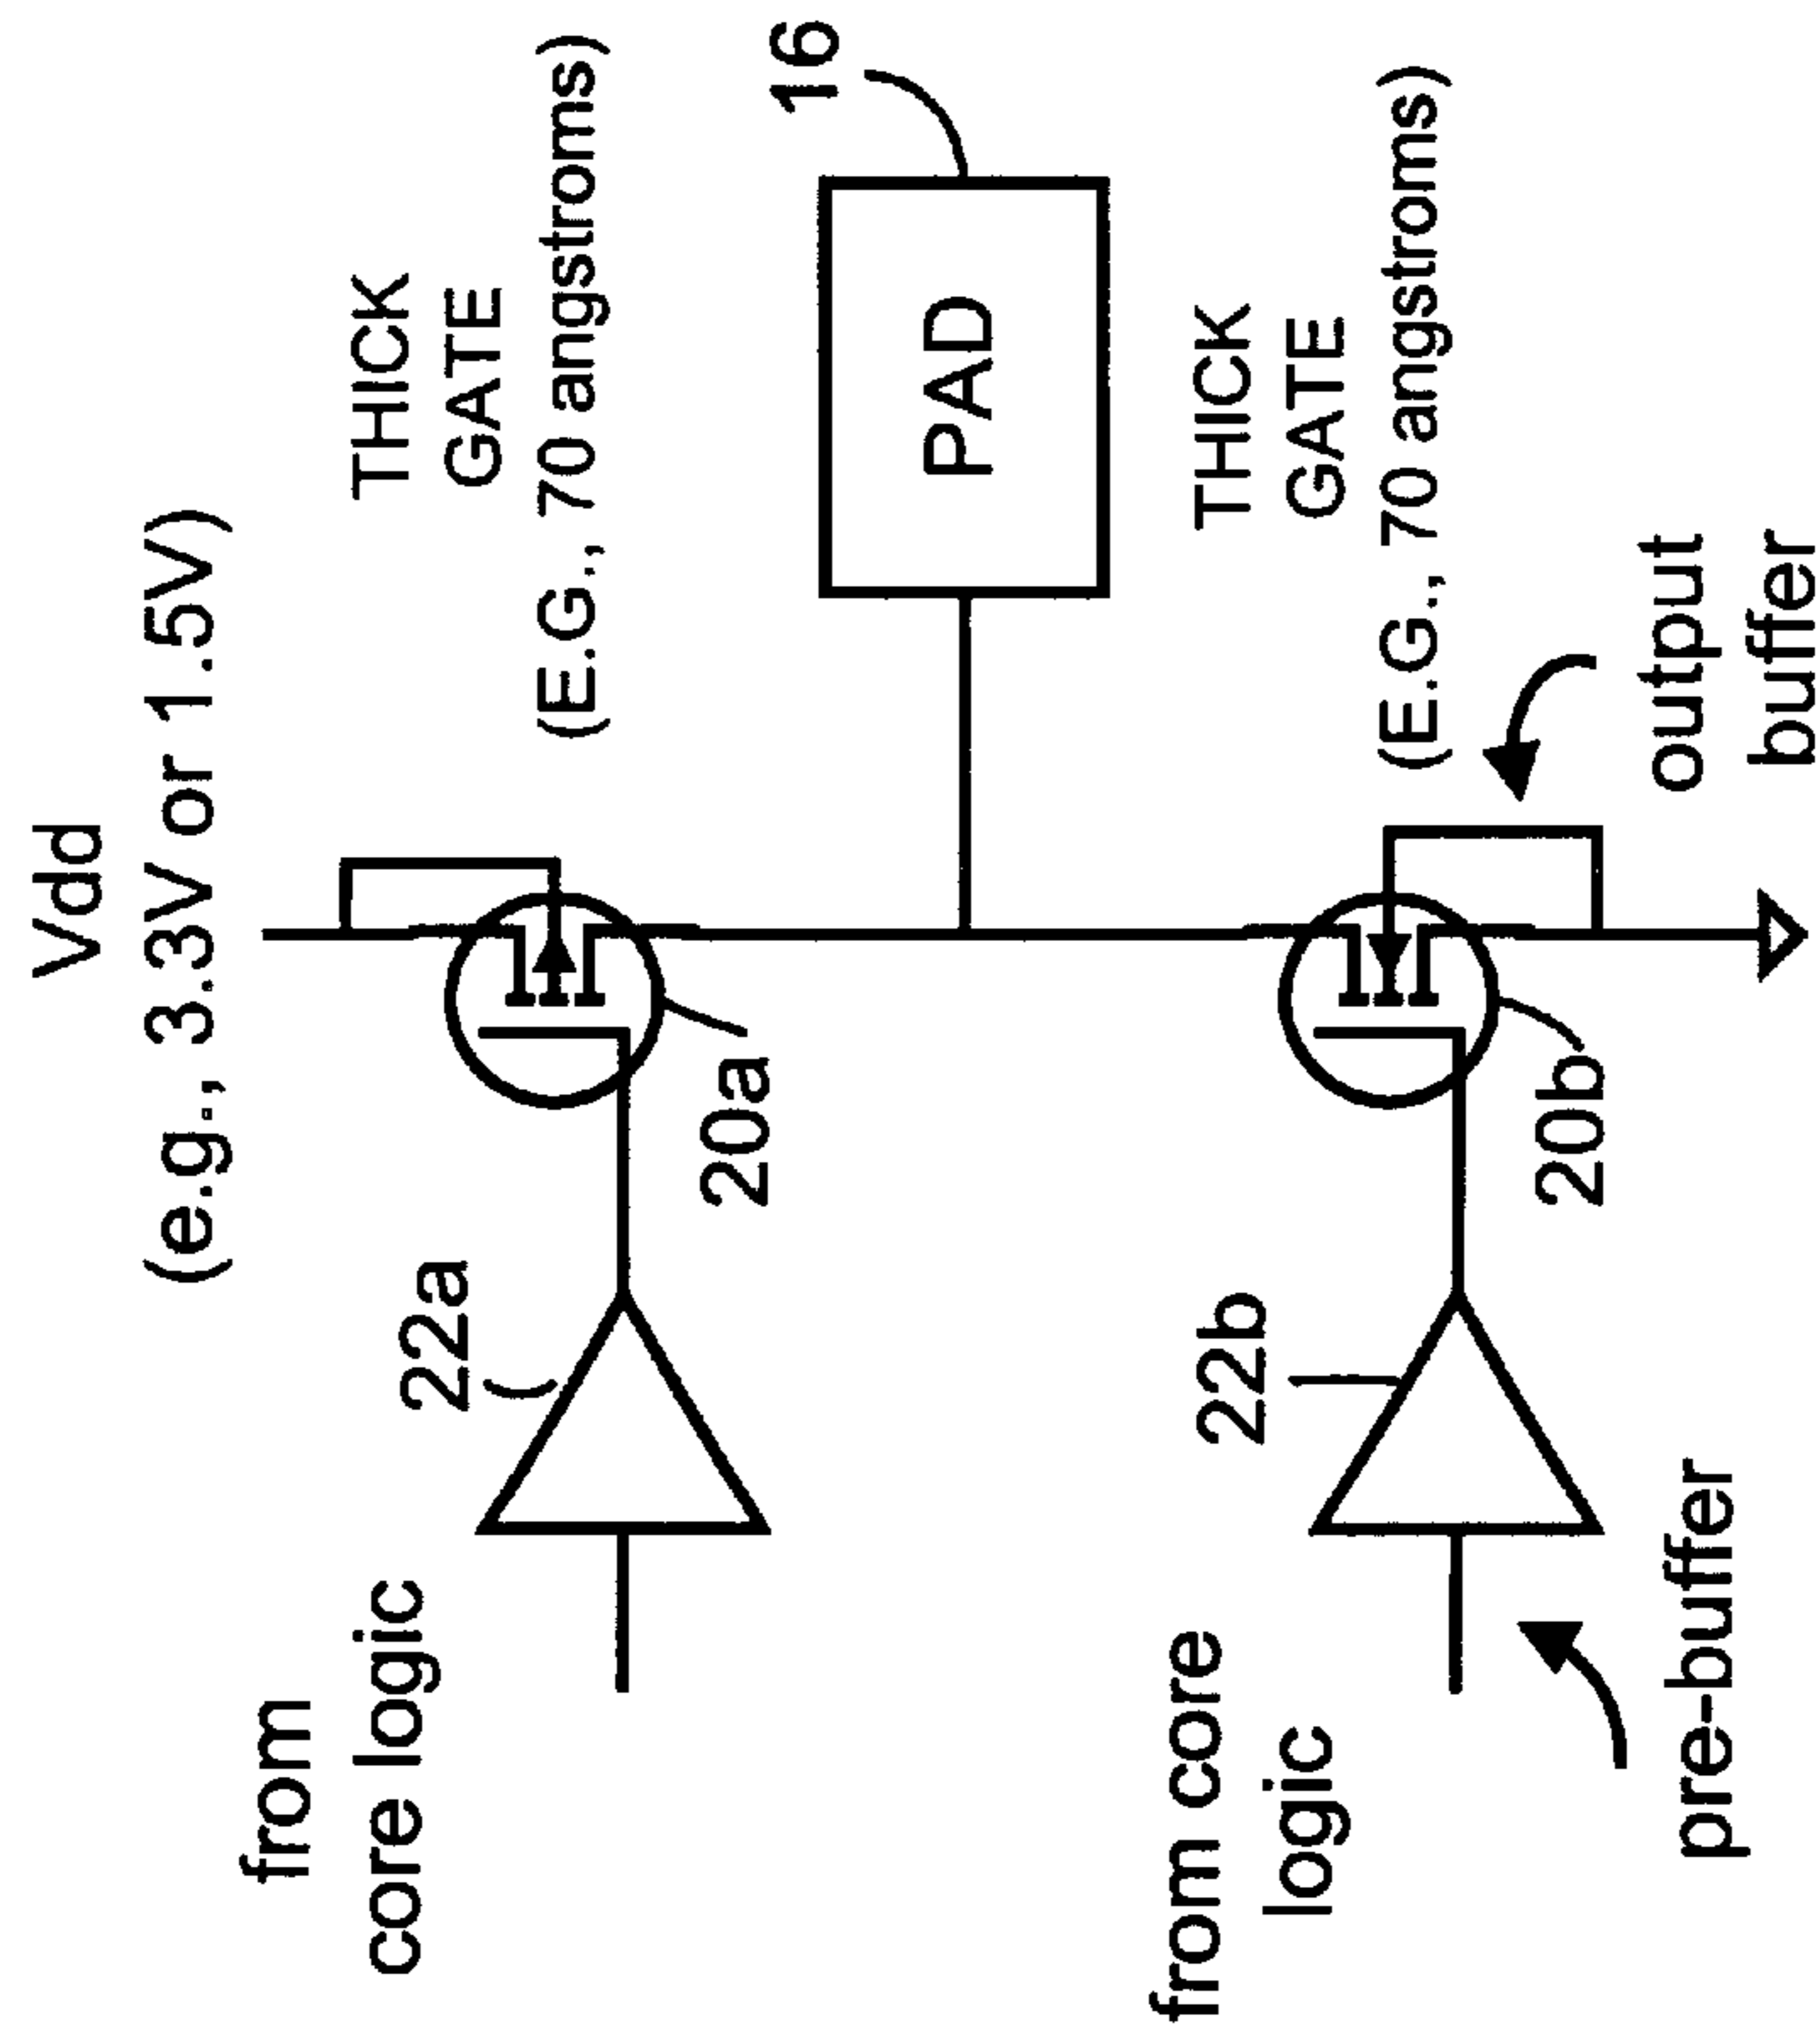 Vdd
(e.g., 3.3V or 1.5V)
from
core logic
22a
20a
THICK
GATE
(E.G., 70 angstroms)
16
PAD
from core
logic
22b
20b
THICK
GATE
(E.G., 70 angstroms)
pre-buffer
output
buffer